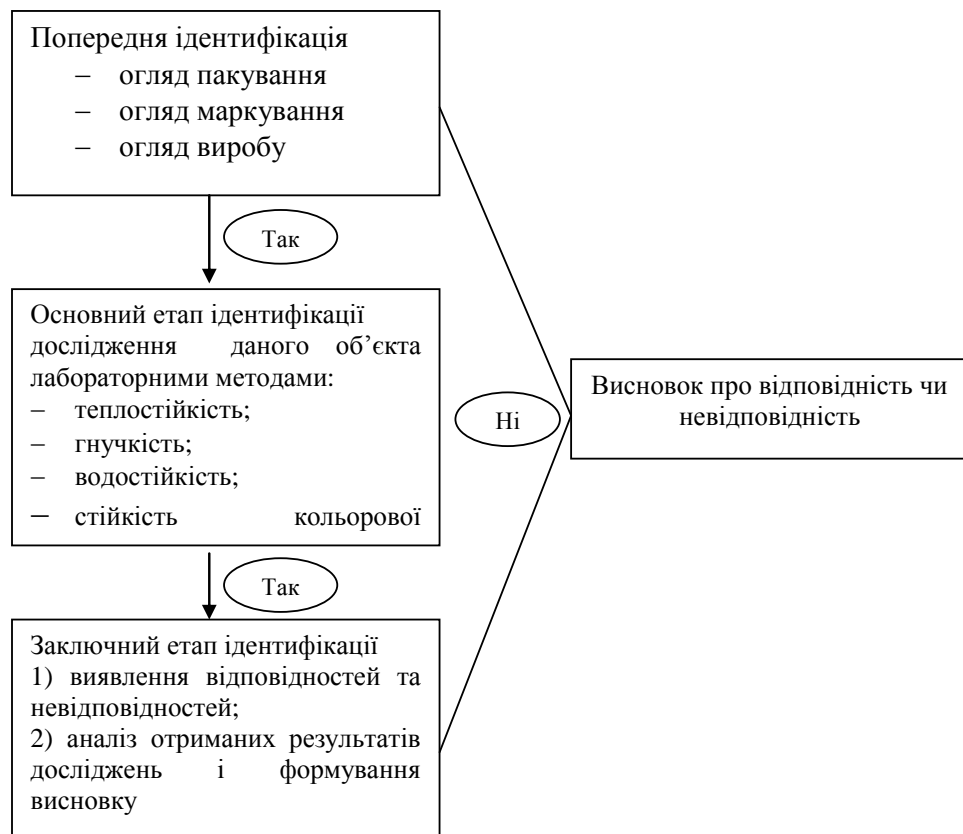 Попередня ідентифікація
– огляд пакування
– огляд маркування
– огляд виробу
Так
Основний етап ідентифікації
дослідження даного об’єкта
лабораторними методами:
– теплостійкість;
– гнучкість;
– водостійкість;
– стійкість кольорової
Ні
Висновок про відповідність чи
невідповідність
Так
Заключний етап ідентифікації
1) виявлення відповідностей та
невідповідностей;
2) аналіз отриманих результатів
досліджень і формування
висновку